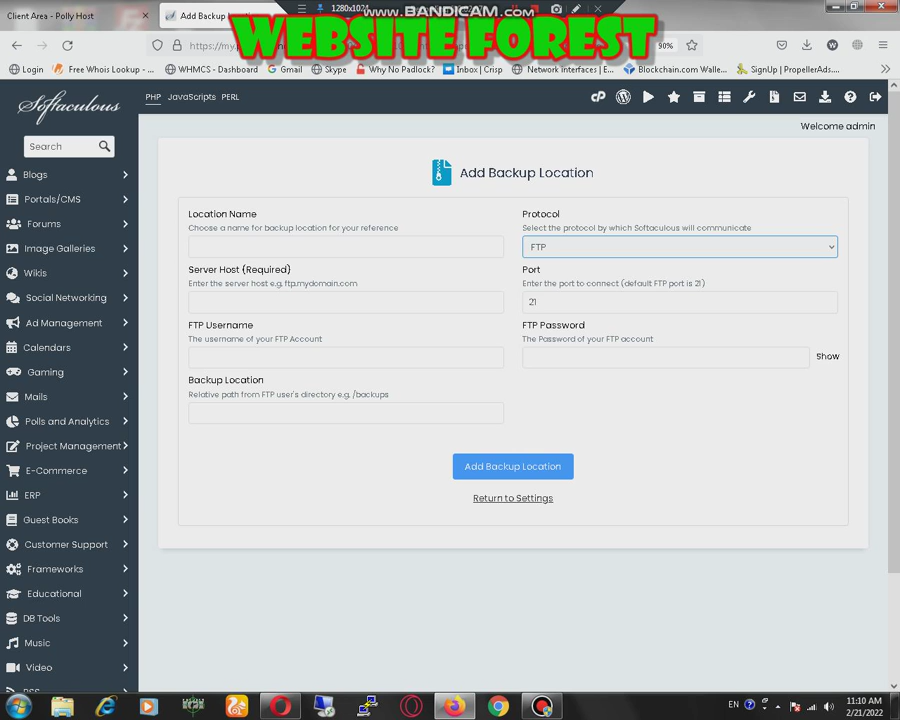 Client Area - Polly Host
Add Backup Location
1280x1024
www.BANDICAM.com
WEBSITE FOREST
https://my.p
90%
Login
Free Whois Lookup - ...
WHMCS - Dashboard
Gmail
Skype
Why No Padlock?
Inbox | Crisp
Network Interfaces | E...
Blockchain.com Walle...
SignUp | PropellerAds....
Softaculous
PHP JavaScripts PERL
Welcome admin
Search
Blogs
Portals/CMS
Forums
Image Galleries
Wikis
Social Networking
Ad Management
Calendars
Gaming
Mails
Polls and Analytics
Project Management
E-Commerce
ERP
Guest Books
Customer Support
Frameworks
Educational
DB Tools
Music
Video
RSS
Add Backup Location
Location Name
Choose a name for backup location for your reference
Protocol
Select the protocol by which Softaculous will communicate
FTP
Server Host (Required)
Enter the server host e.g. ftp.mydomain.com
Port
Enter the port to connect (default FTP port is 21)
21
FTP Username
The username of your FTP Account
FTP Password
The Password of your FTP account
Show
Backup Location
Relative path from FTP user's directory e.g. /backups
Add Backup Location
Return to Settings
EN
11:10 AM
2/21/2022